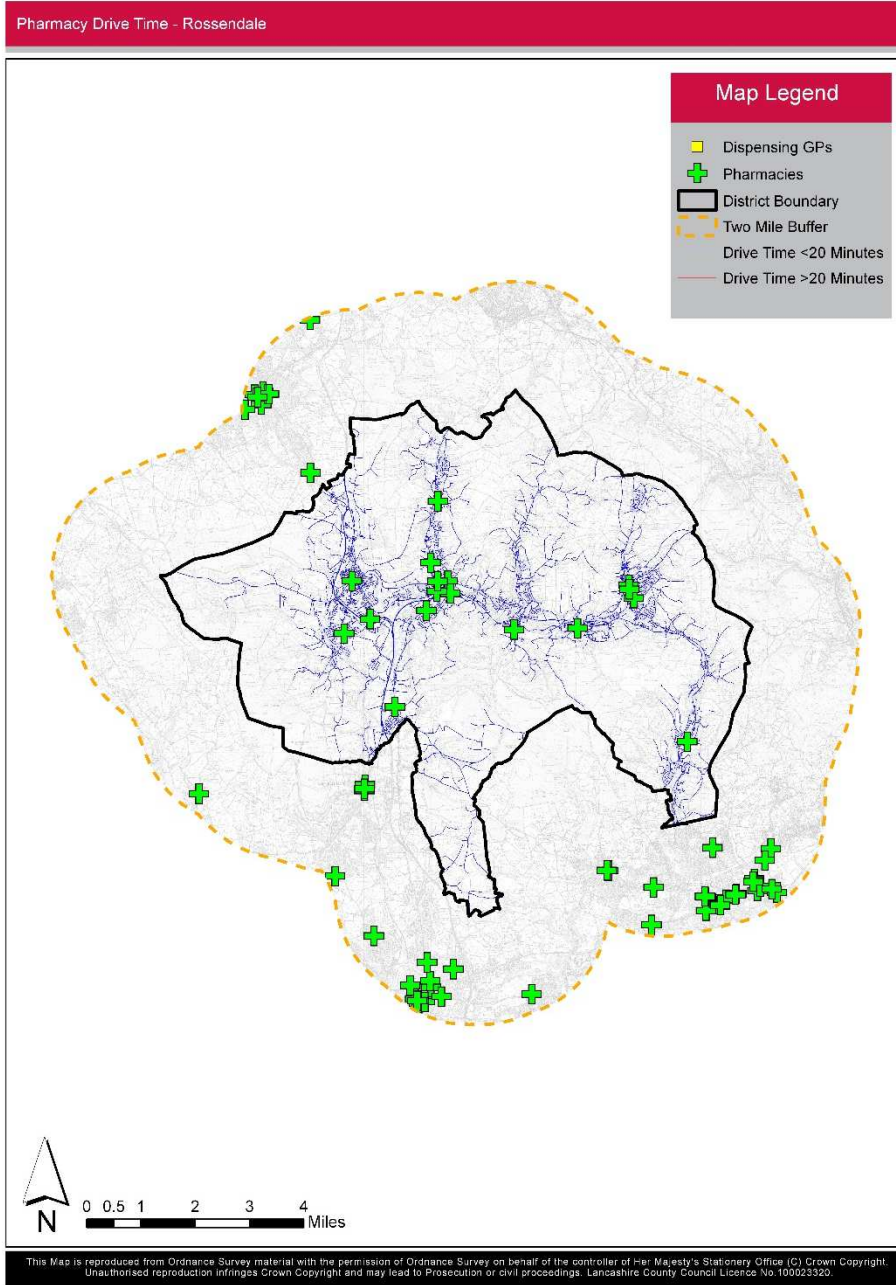 Pharmacy Drive Time - Rossendale
Map Legend
Dispensing GPs
Pharmacies
District Boundary
Two Mile Buffer
Drive Time <20 Minutes
Drive Time >20 Minutes
N
0 0.5 1 2 3 4
Miles
This Map is reproduced from Ordnance Survey material with the permission of Ordnance Survey on behalf of the controller of Her Majesty's Stationery Office (C) Crown Copyright
Unauthorised reproduction infringes Crown Copyright and may lead to Prosecution or civil proceedings. Lancashire County Council Licence No.100023320.